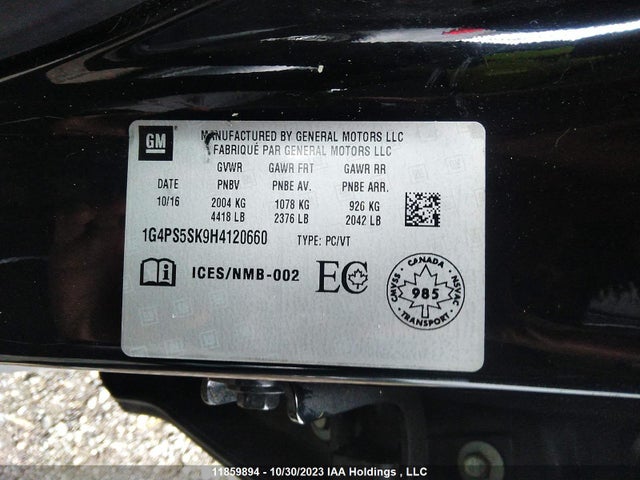 GM
MANUFACTURED BY GENERAL MOTORS LLC
FABRIQUÉ PAR GENERAL MOTORS LLC
GVWR GAWR FRT GAWR RR
DATE PNBV PNBE AV. PNBE ARR.
10/16 2004 KG 1078 KG 926 KG
4418 LB 2376 LB 2042 LB
1G4PS5SK9H4120660 TYPE: PC/VT
ICES/NMB-002 EC
CANADA
CMVSS 985 NSVAC
TRANSPORT
11859894 - 10/30/2023 IAA Holdings , LLC